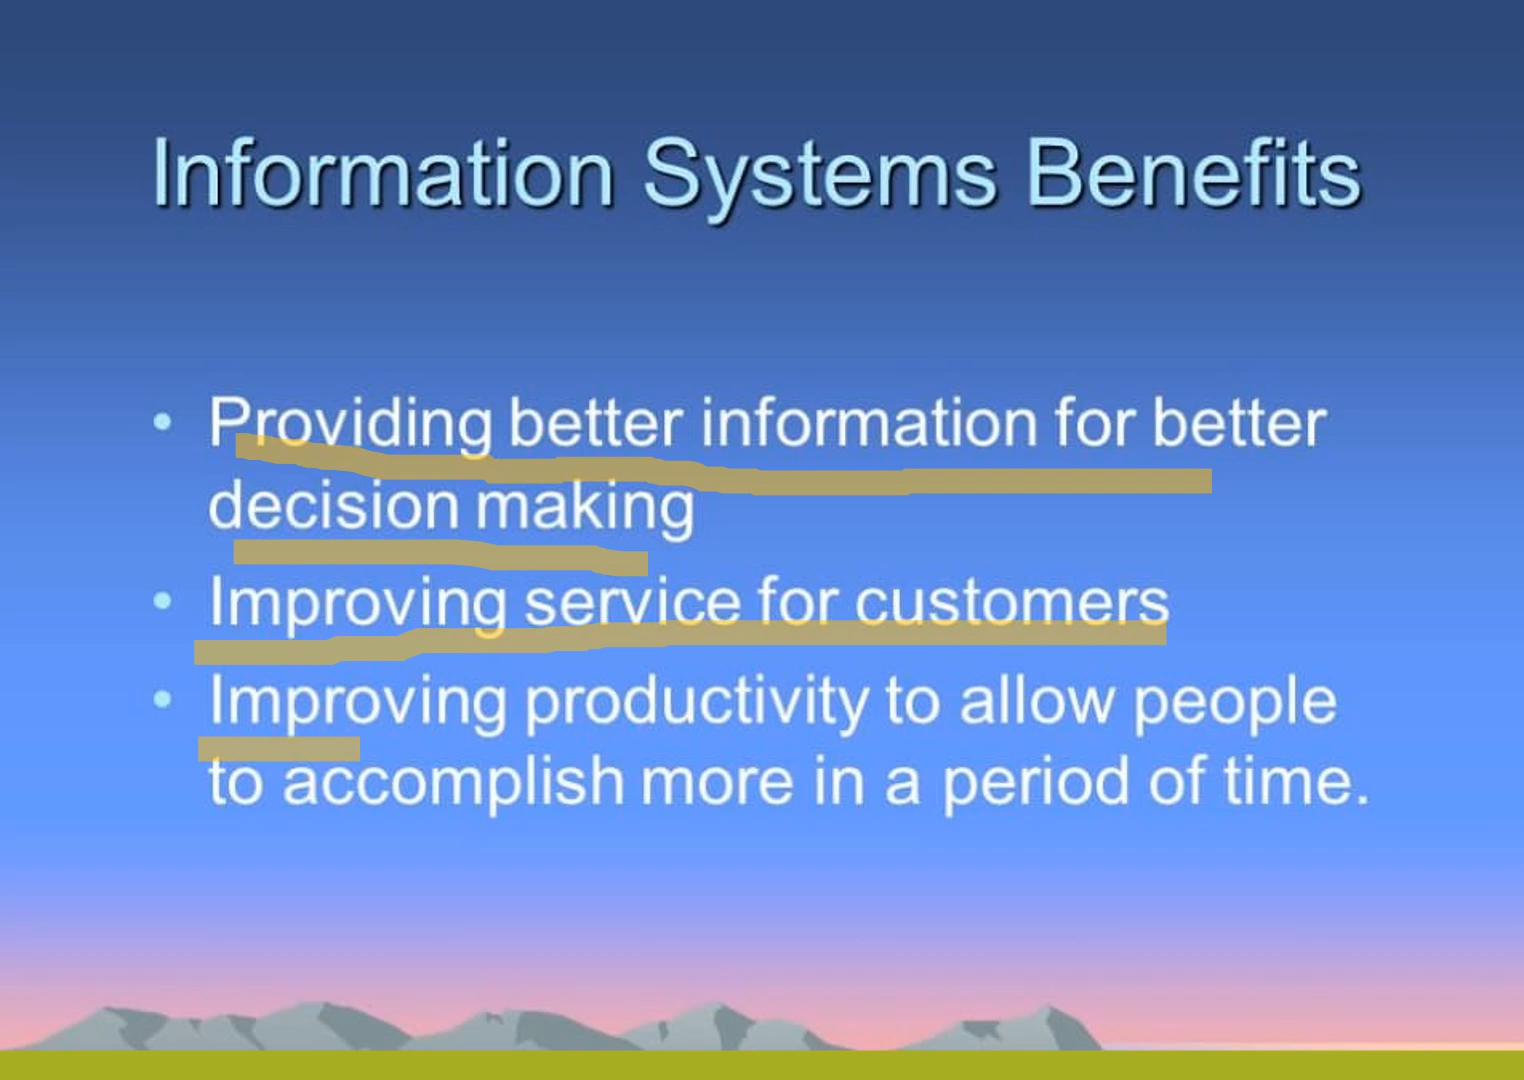 Information Systems Benefits
• Providing better information for better
decision making
• Improving service for customers
• Improving productivity to allow people
to accomplish more in a period of time.